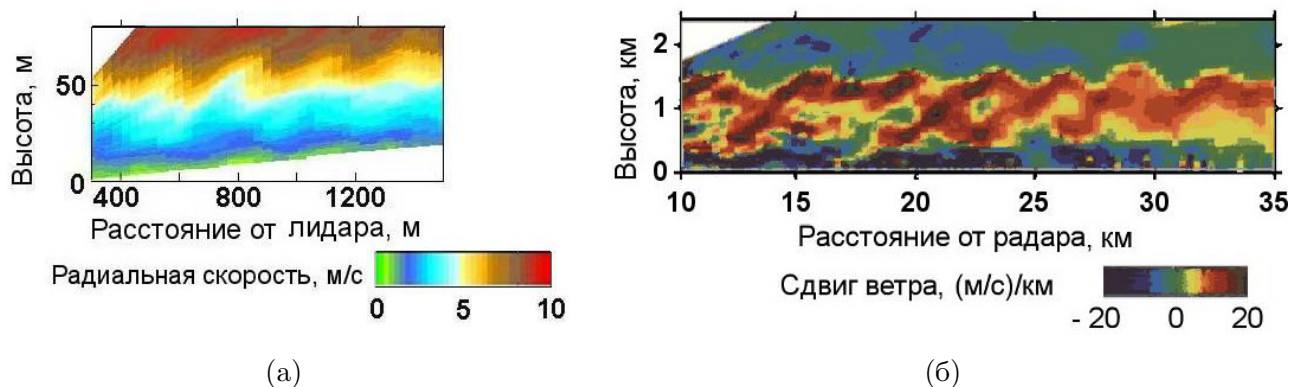 Высота, м
50
0
400
800
1200
Расстояние от лидара, м
Радиальная скорость, м/с
0
5
10
(а)
Высота, км
2
1
0
10
15
20
25
30
35
Расстояние от радара, км
Сдвиг ветра, (м/с)/км
- 20
0
20
(б)